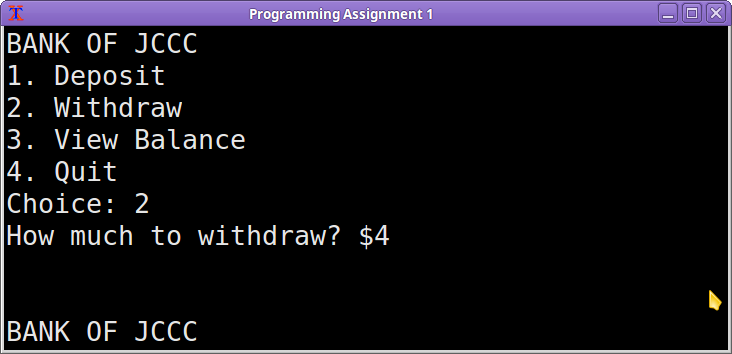 Programming Assignment 1
BANK OF JCCC
1. Deposit
2. Withdraw
3. View Balance
4. Quit
Choice: 2
How much to withdraw? $4
BANK OF JCCC